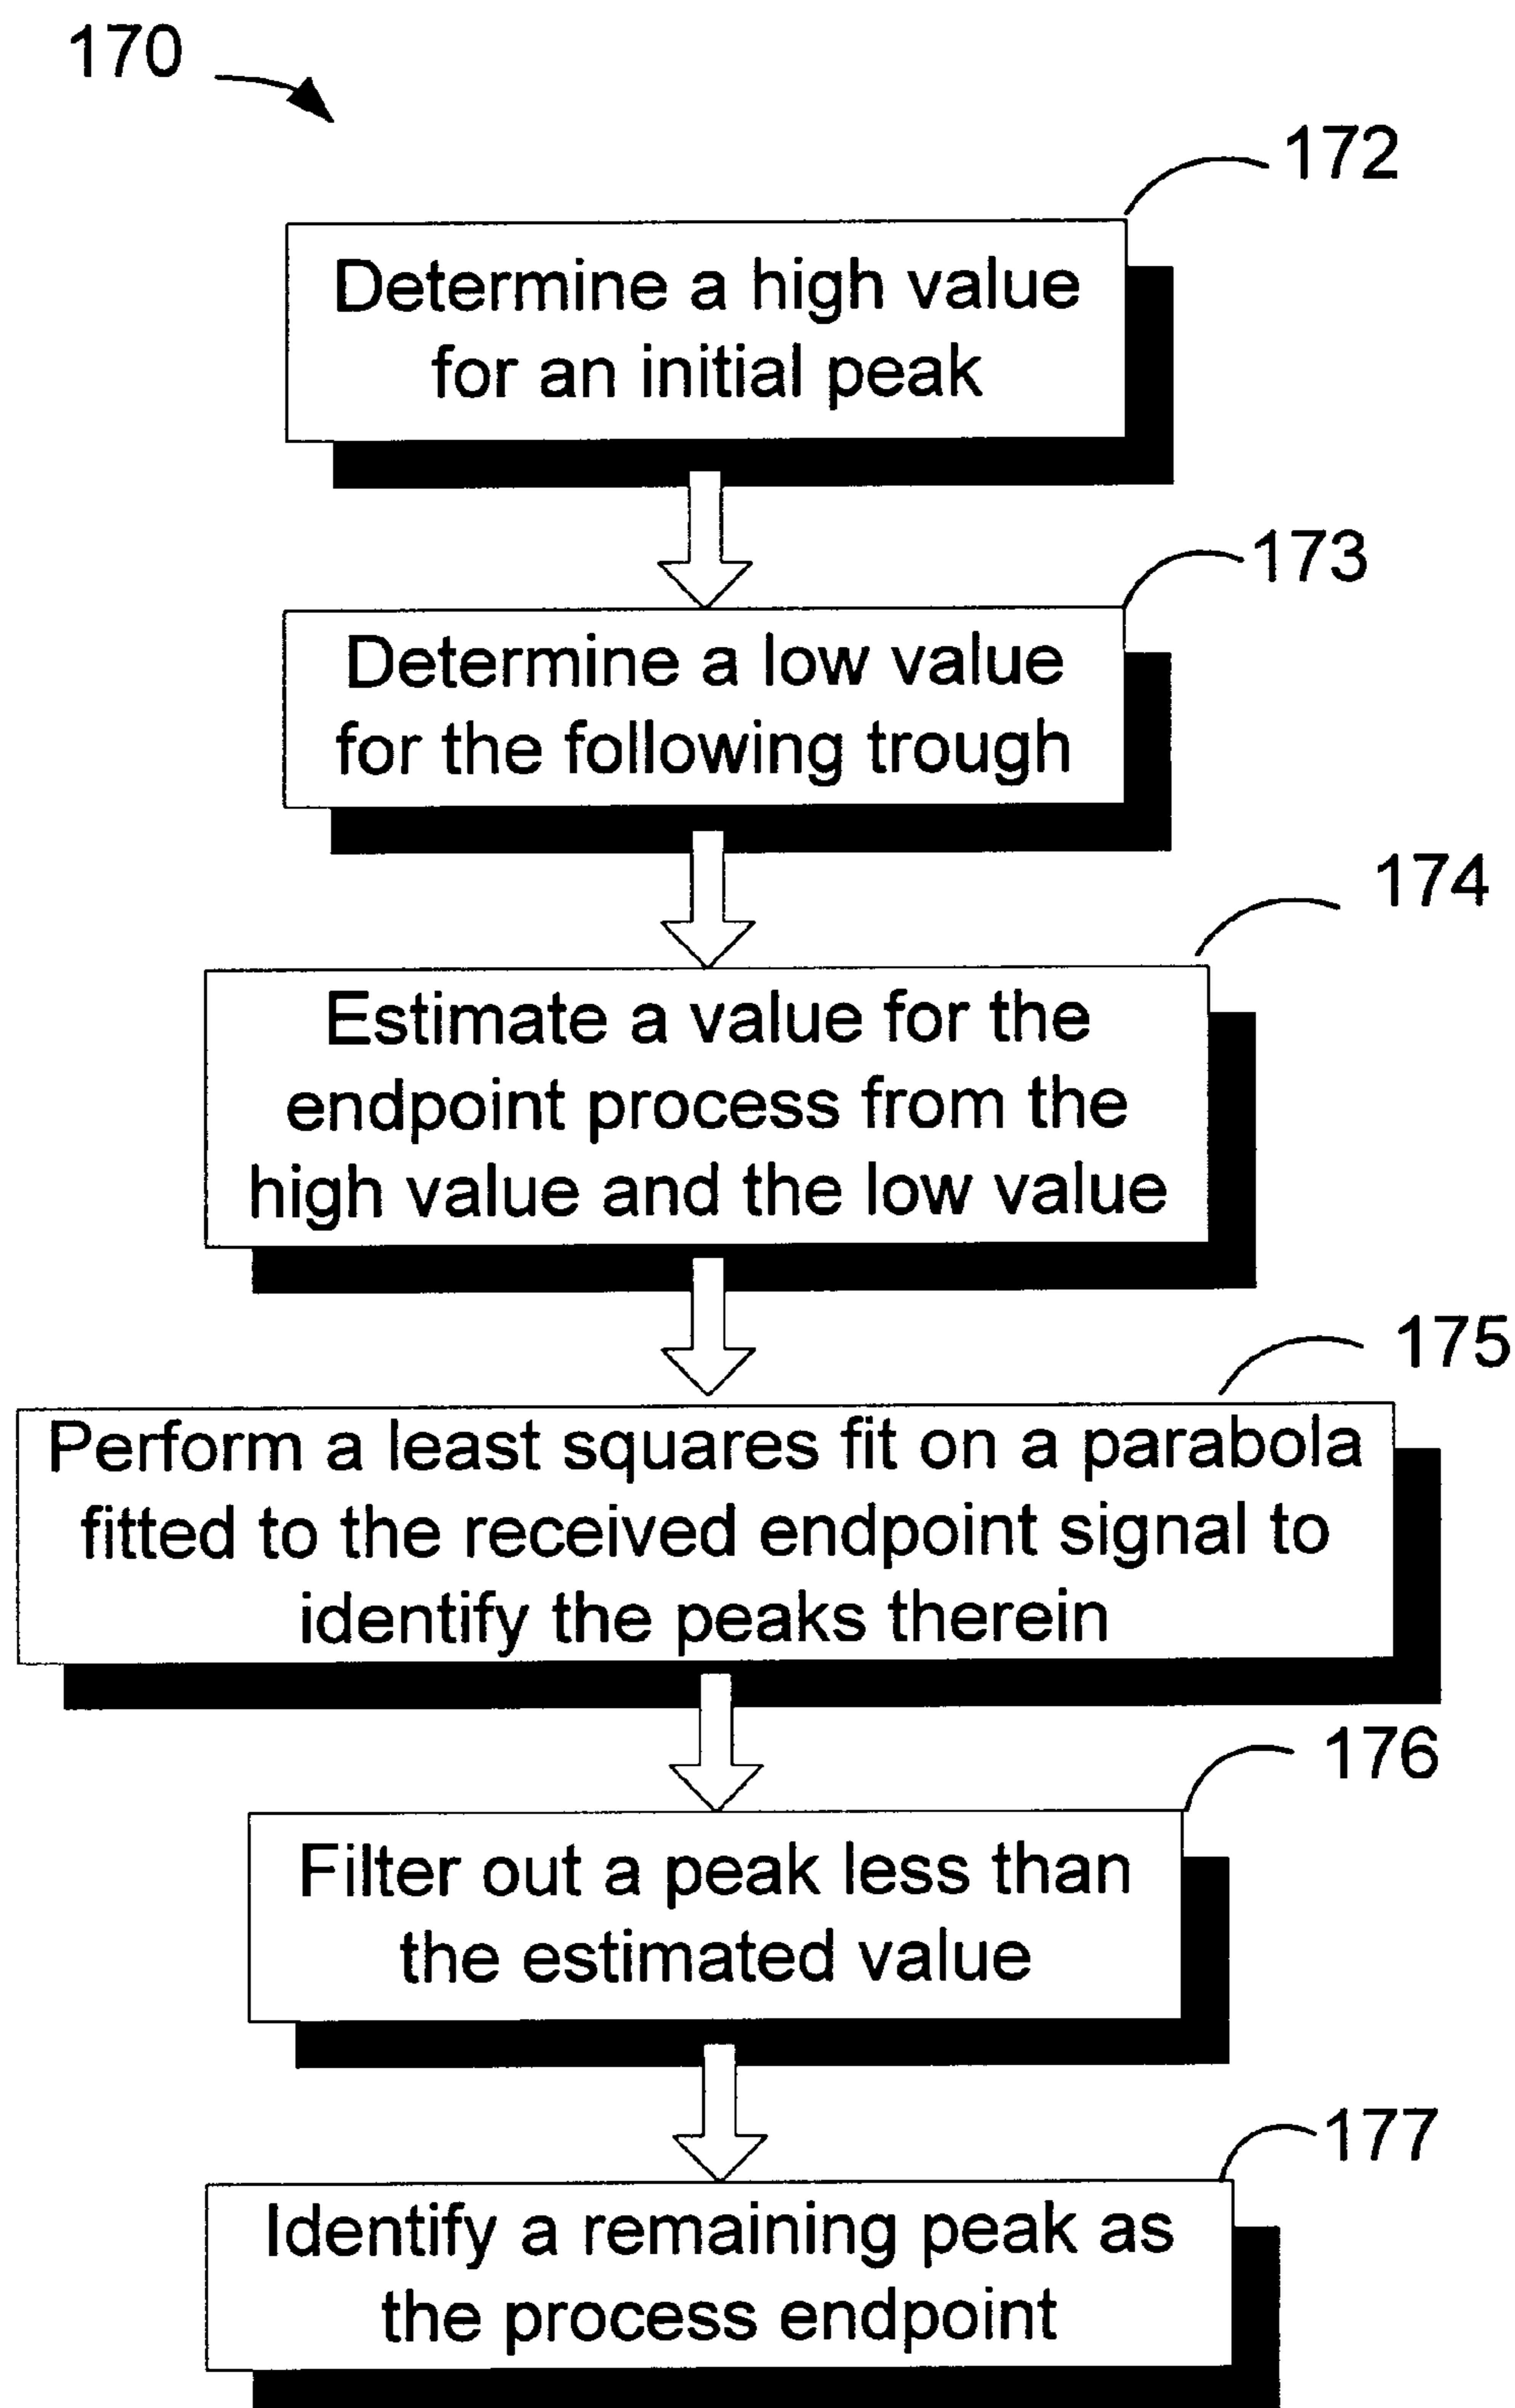 170
172
Determine a high value
for an initial peak
173
Determine a low value
for the following trough
174
Estimate a value for the
endpoint process from the
high value and the low value
175
Perform a least squares fit on a parabola
fitted to the received endpoint signal to
identify the peaks therein
176
Filter out a peak less than
the estimated value
177
Identify a remaining peak as
the process endpoint